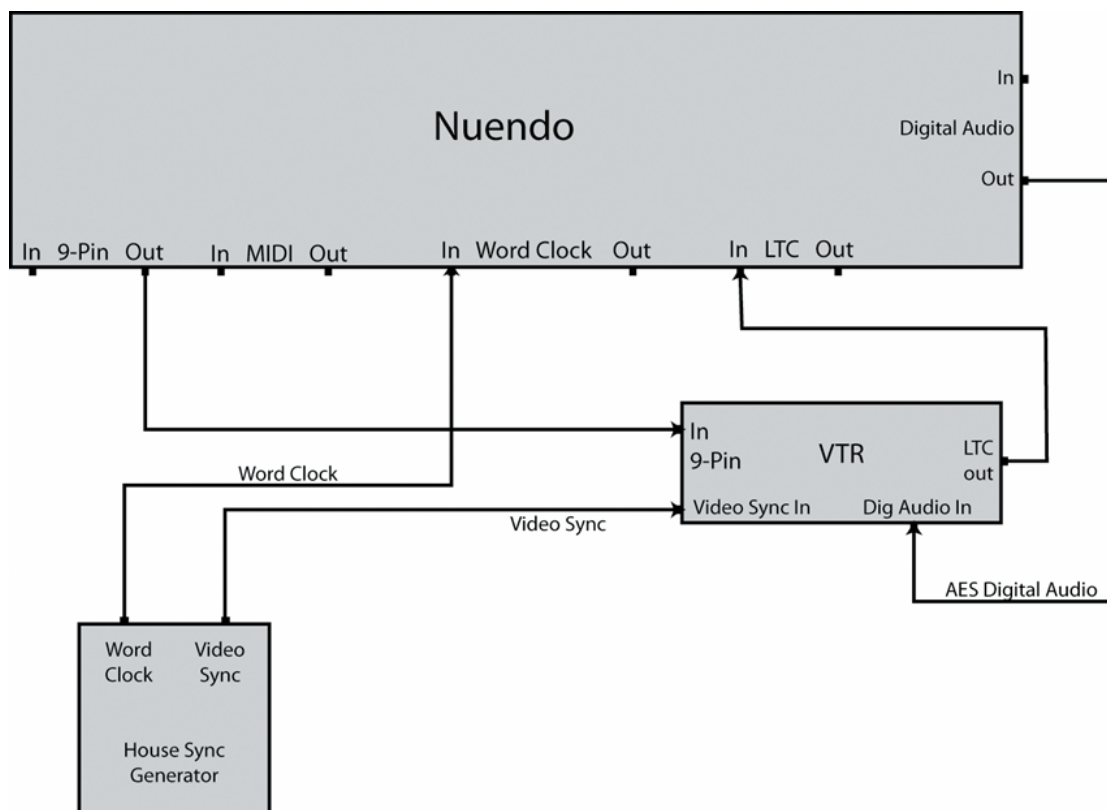 In
Nuendo
Digital Audio
Out
In 9-Pin Out In MIDI Out In Word Clock Out In LTC Out
In
9-Pin
VTR
LTC
out
Word Clock
Video Sync In Dig Audio In
Video Sync
AES Digital Audio
Word
Clock
Video
Sync
House Sync
Generator